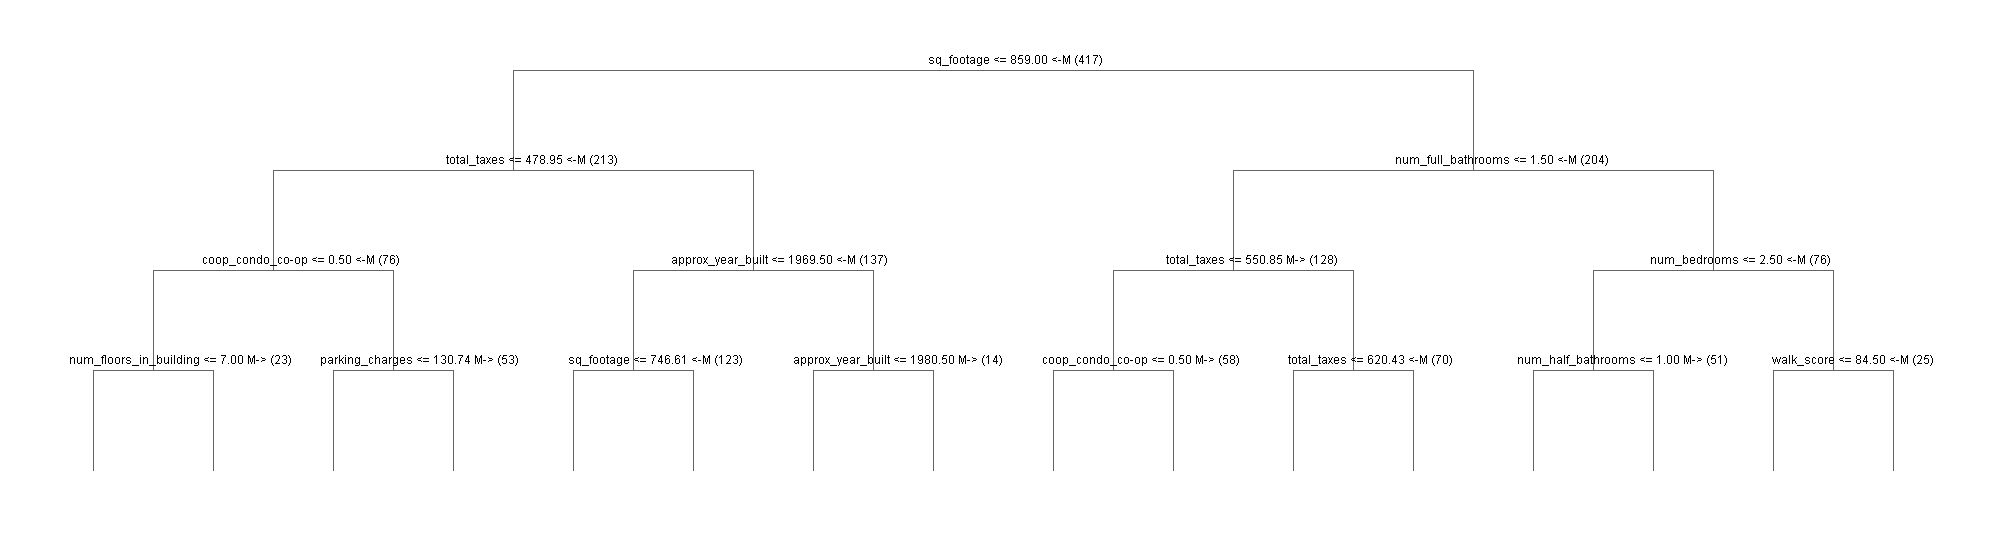 sq_footage <= 859.00 <-M (417)
total_taxes <= 478.95 <-M (213)
num_full_bathrooms <= 1.50 <-M (204)
coop_condo_co-op <= 0.50 <-M (76)
approx_year_built <= 1969.50 <-M (137)
total_taxes <= 550.85 M-> (128)
num_bedrooms <= 2.50 <-M (76)
num_floors_in_building <= 7.00 M-> (23)
parking_charges <= 130.74 M-> (53)
sq_footage <= 746.61 <-M (123)
approx_year_built <= 1980.50 M-> (14)
coop_condo_co-op <= 0.50 M-> (58)
total_taxes <= 620.43 <-M (70)
num_half_bathrooms <= 1.00 M-> (51)
walk_score <= 84.50 <-M (25)